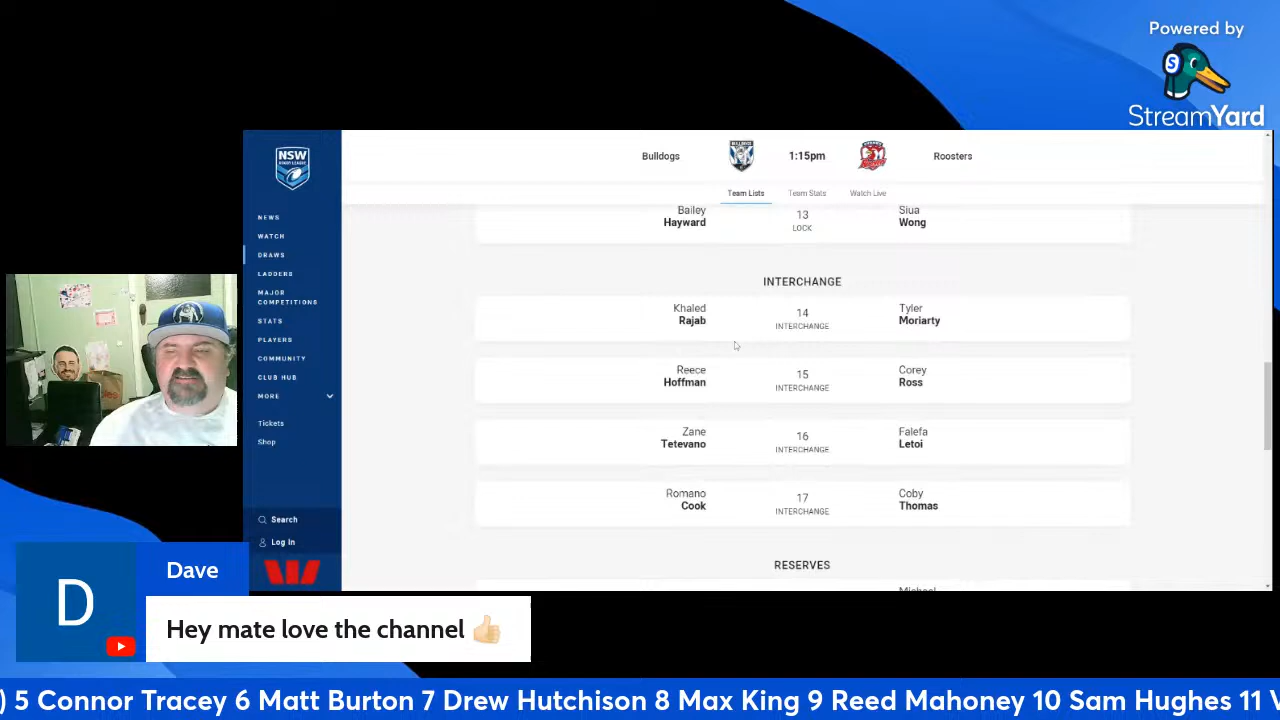 Powered by
StreamYard
NSW
RUGBY LEAGUE
NEWS
WATCH
DRAWS
LADDERS
MAJOR
COMPETITIONS
STATS
PLAYERS
COMMUNITY
CLUB HUB
MORE
Tickets
Shop
Search
Log In
Bulldogs
BULLDOGS
1:15pm
Roosters
Team Lists
Team Stats
Watch Live
Bailey
Hayward
13
LOCK
Siua
Wong
INTERCHANGE
Khaled
Rajab
14
INTERCHANGE
Tyler
Moriarty
Reece
Hoffman
15
INTERCHANGE
Corey
Ross
Zane
Tetevano
16
INTERCHANGE
Falefa
Letoi
Romano
Cook
17
INTERCHANGE
Coby
Thomas
RESERVES
Michael
D
Dave
Hey mate love the channel 👍🏻
) 5 Connor Tracey 6 Matt Burton 7 Drew Hutchison 8 Max King 9 Reed Mahoney 10 Sam Hughes 11 V